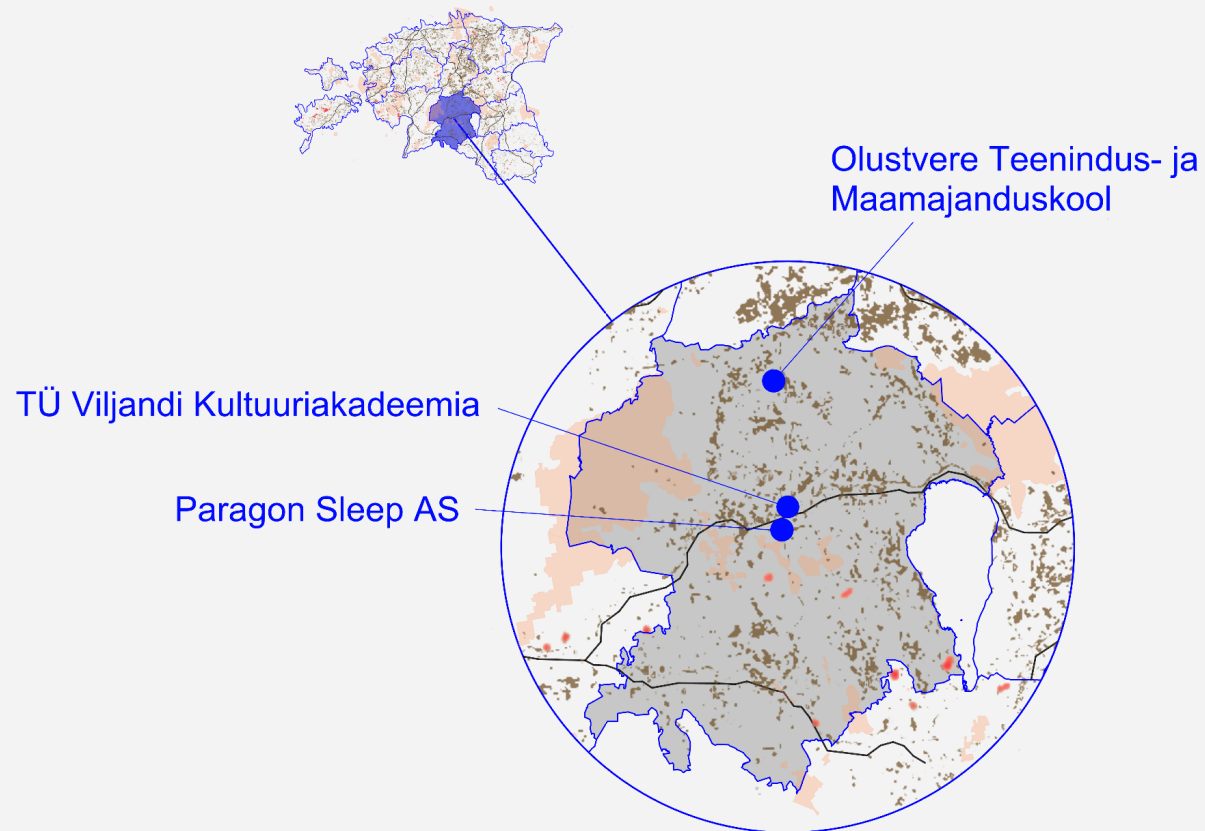 Olustvere Teenindus- ja
Maamajanduskool
TÜ Viljandi Kultuuriakadeemia
Paragon Sleep AS